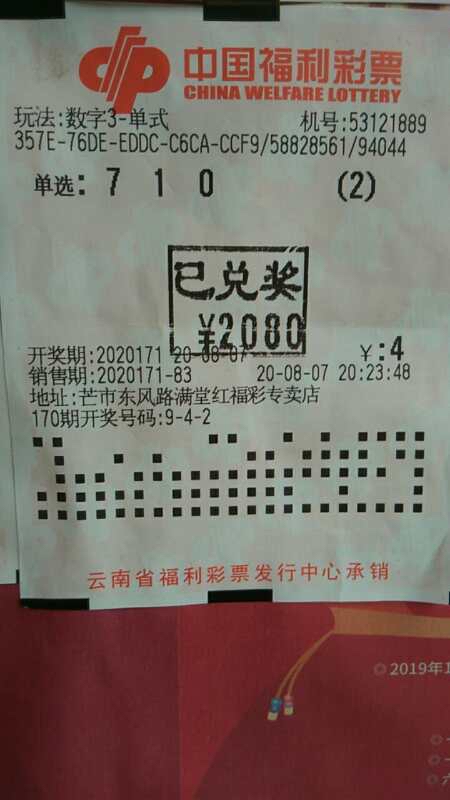 中国福利彩票
CHINA WELFARE LOTTERY
玩法:数字3-单式 机号:53121889
357E-76DE-EDDC-C6CA-CCF9/58828561/94044
单选: 7 1 0 (2)
已兑奖
¥2080
开奖期:2020171 20-08-07 ¥:4
销售期:2020171-83 20-08-07 20:23:48
地址:芒市东风路满堂红福彩专卖店
170期开奖号码:9-4-2
云南省福利彩票发行中心承销
2019年